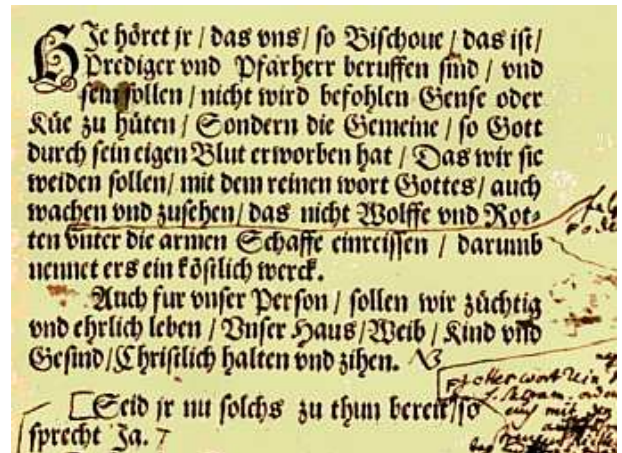 HIe höret jr / das vns / so Bischoue / das ist /
Prediger vnd Pfarherr beruffen sind / vnd
sein sollen / nicht wird befohlen Gense oder
Küe zu hüten / Sondern die Gemeine / so Gott
durch sein eigen Blut erworben hat / Das wir sie
weiden sollen / mit dem reinen wort Gottes / auch
wachen vnd zusehen / das nicht Wolffe vnd Rot-
ten vnter die armen Schaffe einreissen / darumb
nennet ers ein köstlich werck.
Auch fur vnser Person / sollen wir züchtig
vnd ehrlich leben / Vnser Haus / Weib / Kind vnd
Gesind / Christlich halten vnd zihen.
Seid jr nu solchs zu thun bereit / so
sprecht Ja.